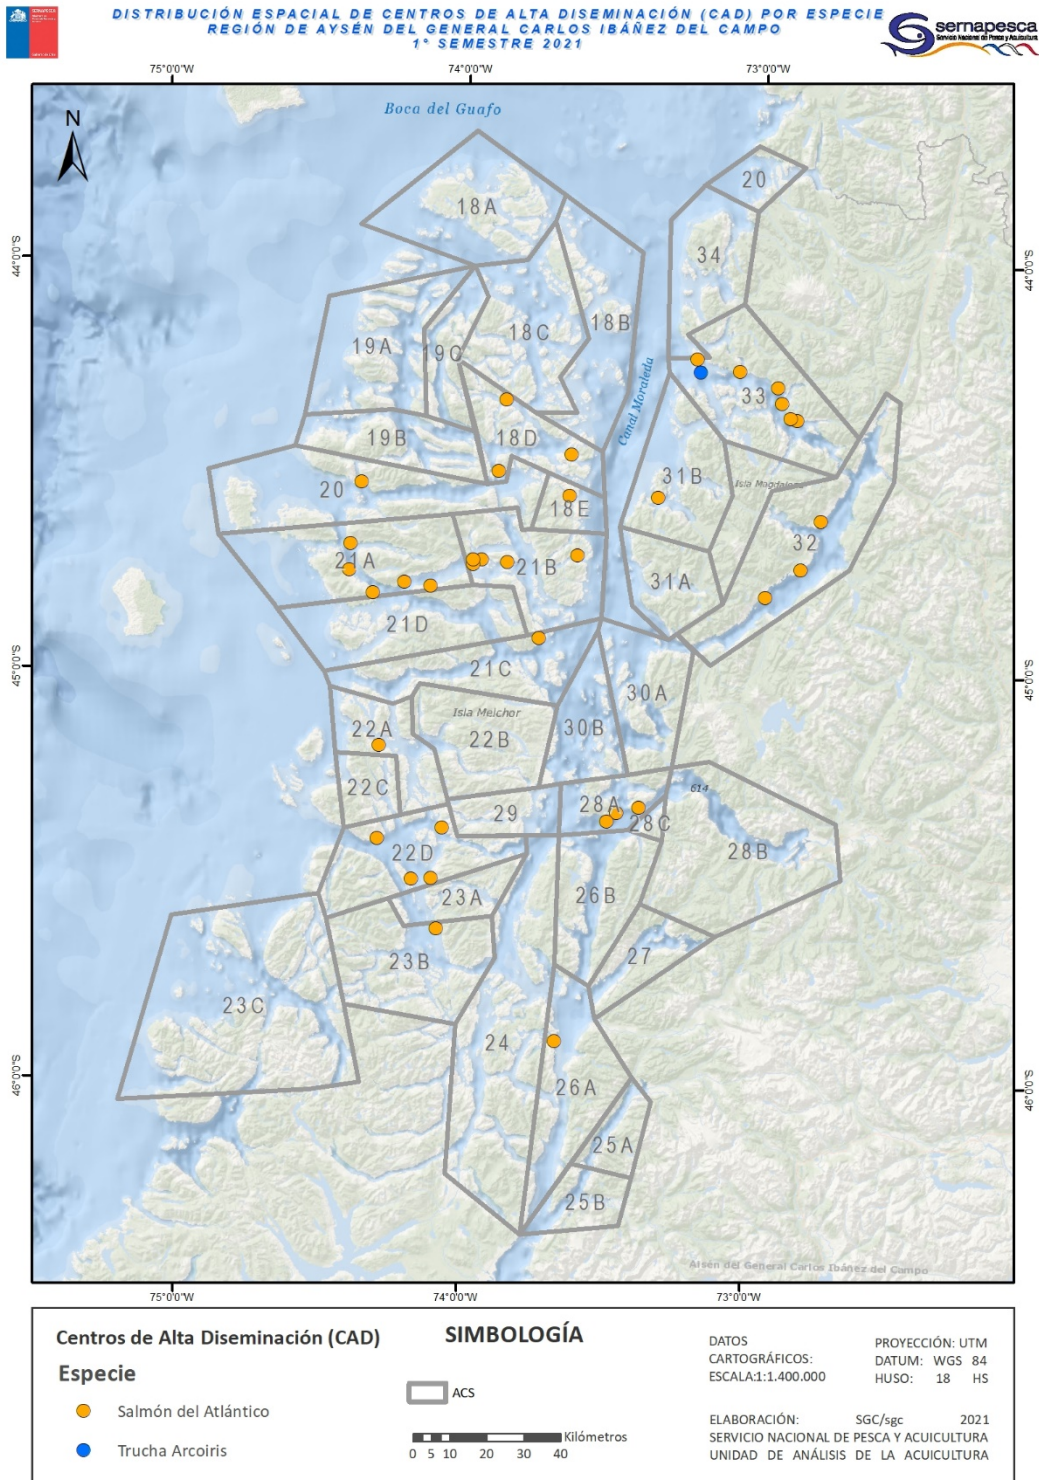 DISTRIBUCIÓN ESPACIAL DE CENTROS DE ALTA DISEMINACIÓN (CAD) POR ESPECIE
REGIÓN DE AYSÉN DEL GENERAL CARLOS IBÁÑEZ DEL CAMPO
1° SEMESTRE 2021
sernapesca
Servicio Nacional de Pesca y Acuicultura
75°0'0"W
74°0'0"W
73°0'0"W
N
Boca del Guafo
20
18A
44°0'0"S
34
44°0'0"S
18B
18C
19A
19C
33
Canal Moraleda
19B
18D
31B
20
Isla Magdalena
18E
32
21A
21B
31A
21D
45°0'0"S
21C
45°0'0"S
30A
Isla Melchor
22A
30B
22B
22C
614
29
28A
28C
22D
28B
23A
26B
27
23B
23C
24
46°0'0"S
26A
46°0'0"S
25A
25B
Aisén del General Carlos Ibáñez del Campo
75°0'0"W
74°0'0"W
73°0'0"W
Centros de Alta Diseminación (CAD)
Especie
Salmón del Atlántico
Trucha Arcoiris
SIMBOLOGÍA
ACS
Kilómetros
0 5 10 20 30 40
DATOS
CARTOGRÁFICOS:
ESCALA:1:1.400.000
PROYECCIÓN: UTM
DATUM: WGS 84
HUSO: 18 HS
ELABORACIÓN: SGC/sgc 2021
SERVICIO NACIONAL DE PESCA Y ACUICULTURA
UNIDAD DE ANÁLISIS DE LA ACUICULTURA